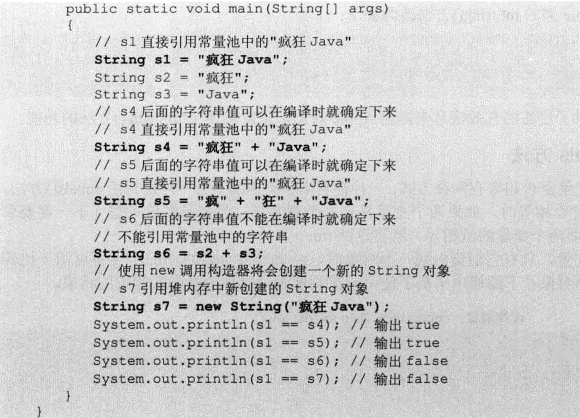 public static void main(String[] args)
{
// s1 直接引用常量池中的"疯狂 Java"
String s1 = "疯狂 Java";
String s2 = "疯狂";
String s3 = "Java";
// s4 后面的字符串值可以在编译时就确定下来
// s4 直接引用常量池中的"疯狂 Java"
String s4 = "疯狂" + "Java";
// s5 后面的字符串值可以在编译时就确定下来
// s5 直接引用常量池中的"疯狂 Java"
String s5 = "疯" + "狂" + "Java";
// s6 后面的字符串值不能在编译时就确定下来
// 不能引用常量池中的字符串
String s6 = s2 + s3;
// 使用 new 调用构造器将会创建一个新的 String 对象
// s7 引用堆内存中新创建的 String 对象
String s7 = new String("疯狂 Java");
System.out.println(s1 == s4); // 输出 true
System.out.println(s1 == s5); // 输出 true
System.out.println(s1 == s6); // 输出 false
System.out.println(s1 == s7); // 输出 false
}
}